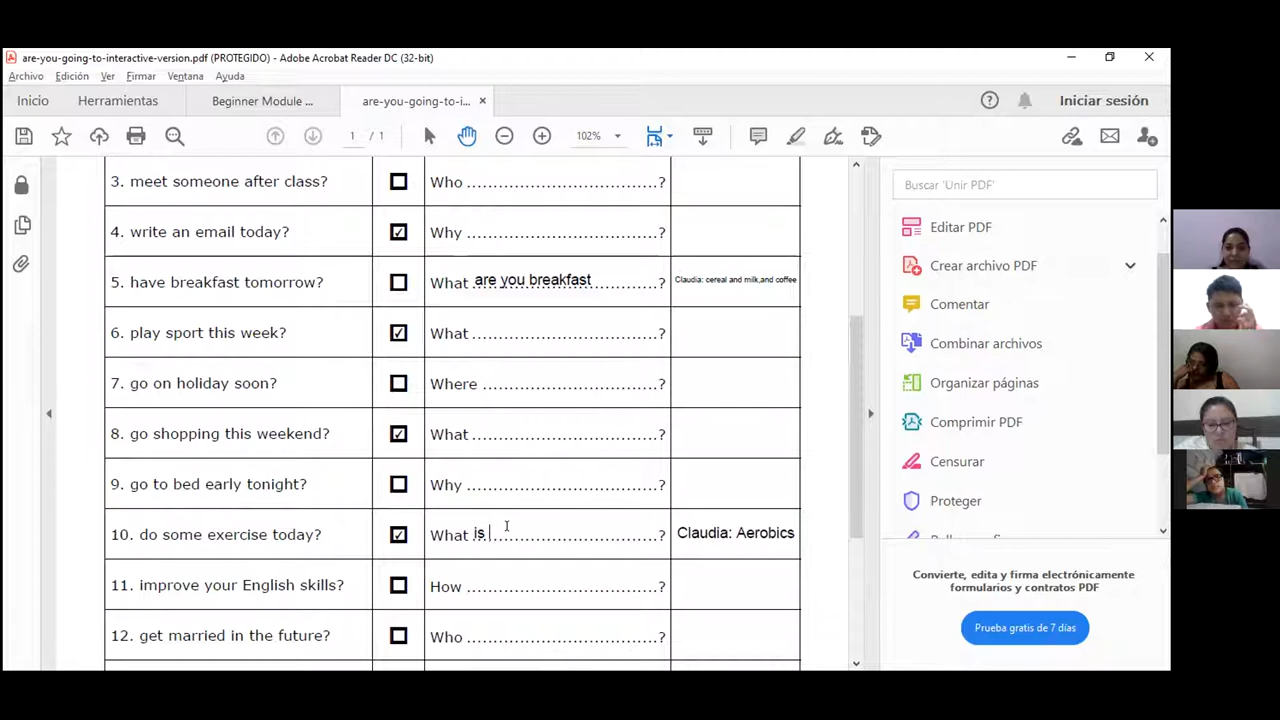 are-you-going-to-interactive-version.pdf (PROTEGIDO) - Adobe Acrobat Reader DC (32-bit)
Archivo Edición Ver Firmar Ventana Ayuda
Inicio Herramientas Beginner Module ... are-you-going-to-i... Iniciar sesión
1 / 1 102%
3. meet someone after class? Who ....................................?
4. write an email today? Why ....................................?
5. have breakfast tomorrow? What are you breakfast ....................................? Claudia: cereal and milk,and coffee
6. play sport this week? What ....................................?
7. go on holiday soon? Where ....................................?
8. go shopping this weekend? What ....................................?
9. go to bed early tonight? Why ....................................?
10. do some exercise today? What is ....................................? Claudia: Aerobics
11. improve your English skills? How ....................................?
12. get married in the future? Who ....................................?
Buscar 'Unir PDF'
Editar PDF
Crear archivo PDF
Comentar
Combinar archivos
Organizar páginas
Comprimir PDF
Censurar
Proteger
Convierte, edita y firma electrónicamente
formularios y contratos PDF
Prueba gratis de 7 días